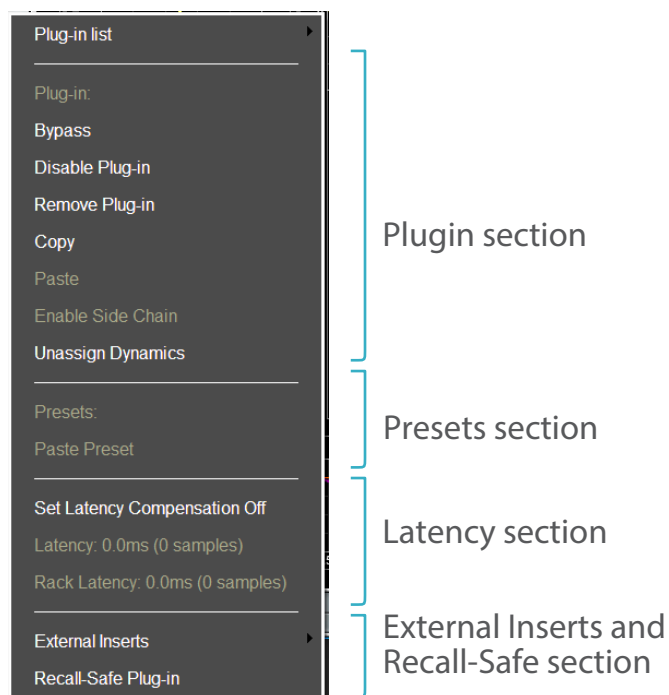 Plug-in list
Plug-in:
Bypass
Disable Plug-in
Remove Plug-in
Copy
Paste
Enable Side Chain
Unassign Dynamics
Plugin section
Presets:
Paste Preset
Presets section
Set Latency Compensation Off
Latency: 0.0ms (0 samples)
Rack Latency: 0.0ms (0 samples)
Latency section
External Inserts
Recall-Safe Plug-in
External Inserts and
Recall-Safe section